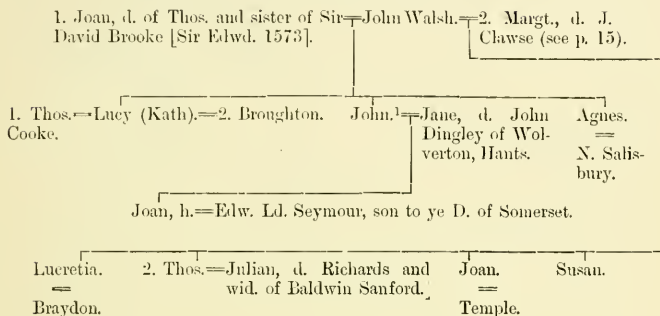 1. Joan, d. of Thos. and sister of Sir=John Walsh.=2. Margt., d. J.
David Brooke [Sir Edwd. 1573]. Clawse (see p. 15).
1. Thos.=Lucy (Kath).=2. Broughton. John.¹=Jane, d. John Agnes.
Cooke. Dingley of Wol- =
verton, Hants. N. Salis-
bury.
Joan, h.=Edw. Ld. Seymour, son to ye D. of Somerset.
Lucretia. 2. Thos.=Julian, d. Richards and Joan. Susan.
= wid. of Baldwin Sanford. =
Braydon. Temple.